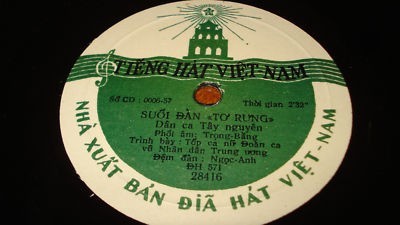 TIẾNG HÁT VIỆT-NAM
Số CD : 0006-57
Thời gian 2'32"
SUỐI ĐÀN «TƠ RUNG»
Dân ca Tây nguyên
Phối âm: Trọng-Bằng
Trình bày : Tốp ca nữ Đoàn ca
vũ Nhân dân Trung ương
Đệm đàn : Ngọc-Anh
ĐH 571
28416
NHÀ XUẤT BẢN ĐĨA HÁT VIỆT-NAM